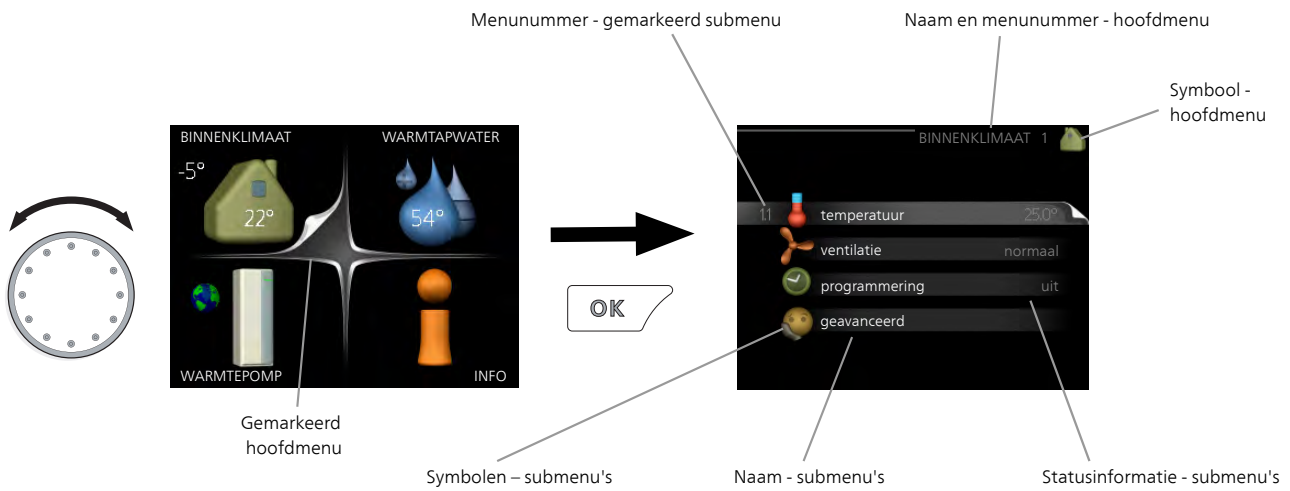 Menunummer - gemarkeerd submenu
Naam en menunummer - hoofdmenu
Symbool -
hoofdmenu
BINNENKLIMAAT
WARMTAPWATER
-5°
22°
54°
WARMTEPOMP
INFO
OK
BINNENKLIMAAT 1
1.1 temperatuur 25.0°
ventilatie normaal
programmering uit
geavanceerd
Gemarkeerd
hoofdmenu
Symbolen – submenu's
Naam - submenu's
Statusinformatie - submenu's